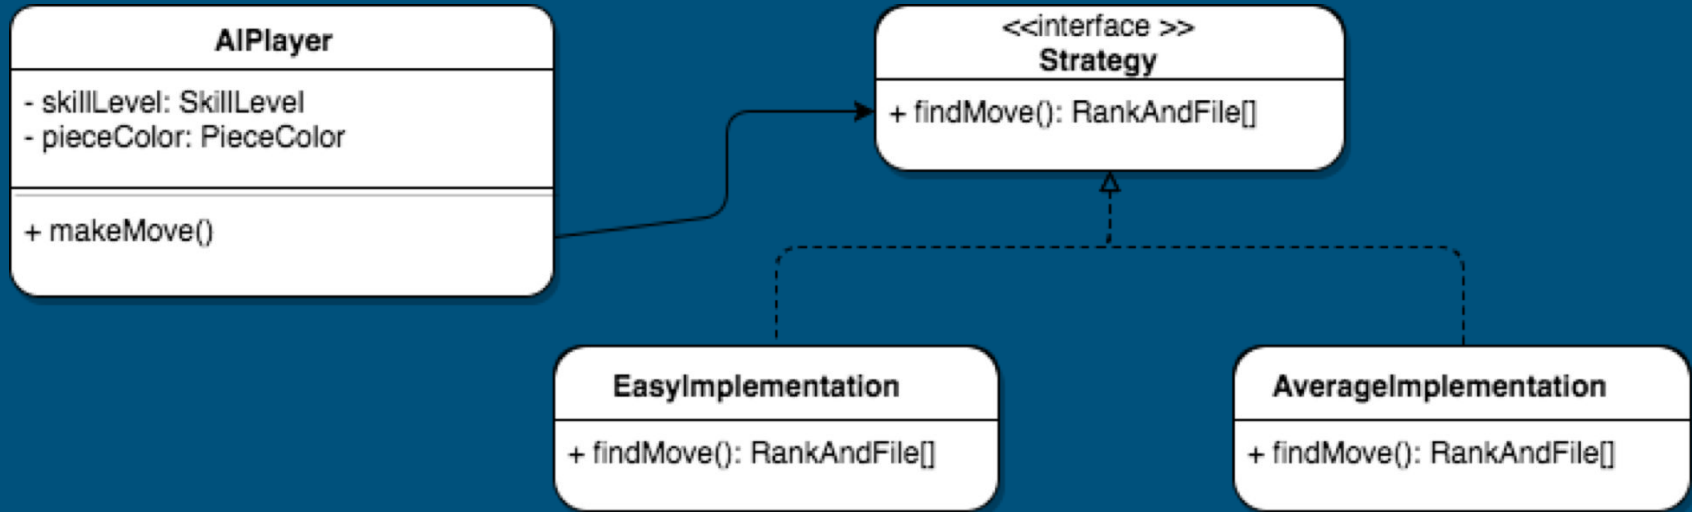 AIPlayer
- skillLevel: SkillLevel
- pieceColor: PieceColor
+ makeMove()
<<interface >>
Strategy
+ findMove(): RankAndFile[]
EasyImplementation
+ findMove(): RankAndFile[]
AverageImplementation
+ findMove(): RankAndFile[]